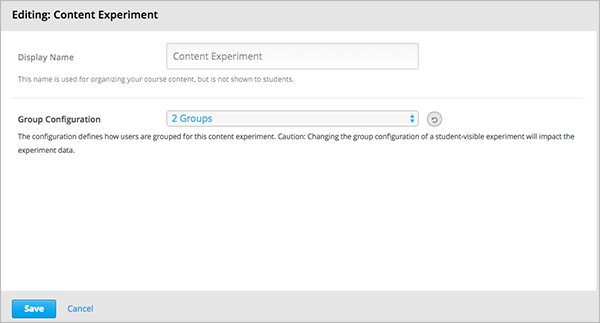 Editing: Content Experiment
Display Name
Content Experiment
This name is used for organizing your course content, but is not shown to students.
Group Configuration
2 Groups
The configuration defines how users are grouped for this content experiment. Caution: Changing the group configuration of a student-visible experiment will impact the
experiment data.
Save
Cancel